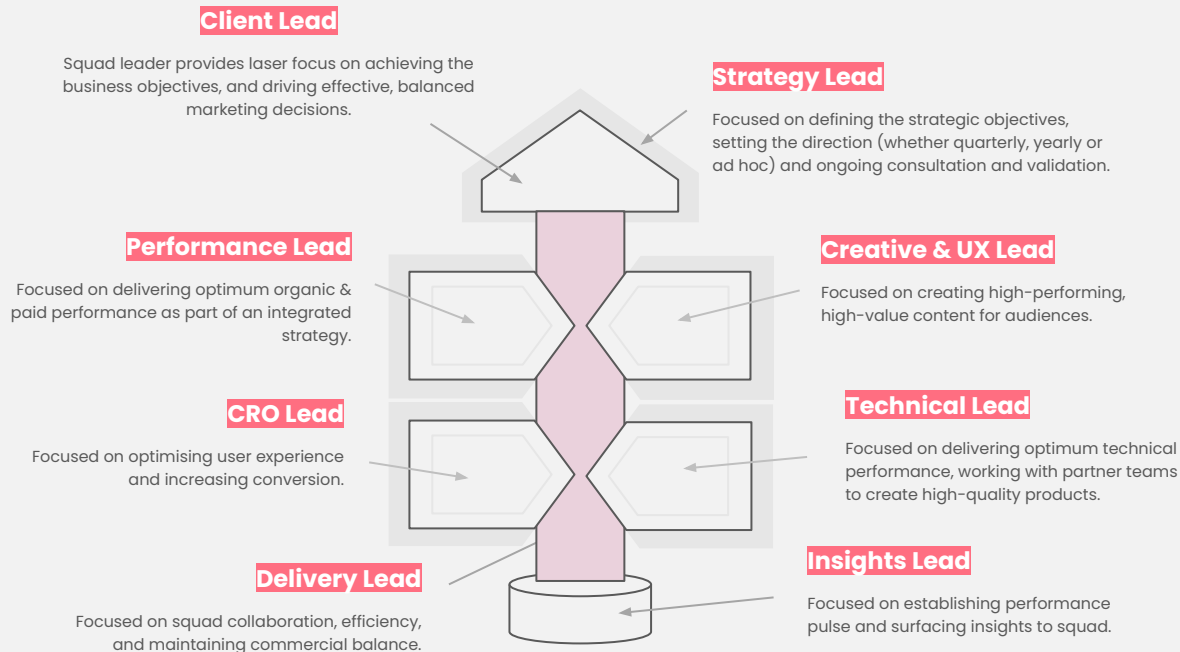 Client Lead
Squad leader provides laser focus on achieving the
business objectives, and driving effective, balanced
marketing decisions.
Strategy Lead
Focused on defining the strategic objectives,
setting the direction (whether quarterly, yearly or
ad hoc) and ongoing consultation and validation.
Performance Lead
Focused on delivering optimum organic &
paid performance as part of an integrated
strategy.
Creative & UX Lead
Focused on creating high-performing,
high-value content for audiences.
CRO Lead
Focused on optimising user experience
and increasing conversion.
Technical Lead
Focused on delivering optimum technical
performance, working with partner teams
to create high-quality products.
Delivery Lead
Focused on squad collaboration, efficiency,
and maintaining commercial balance.
Insights Lead
Focused on establishing performance
pulse and surfacing insights to squad.